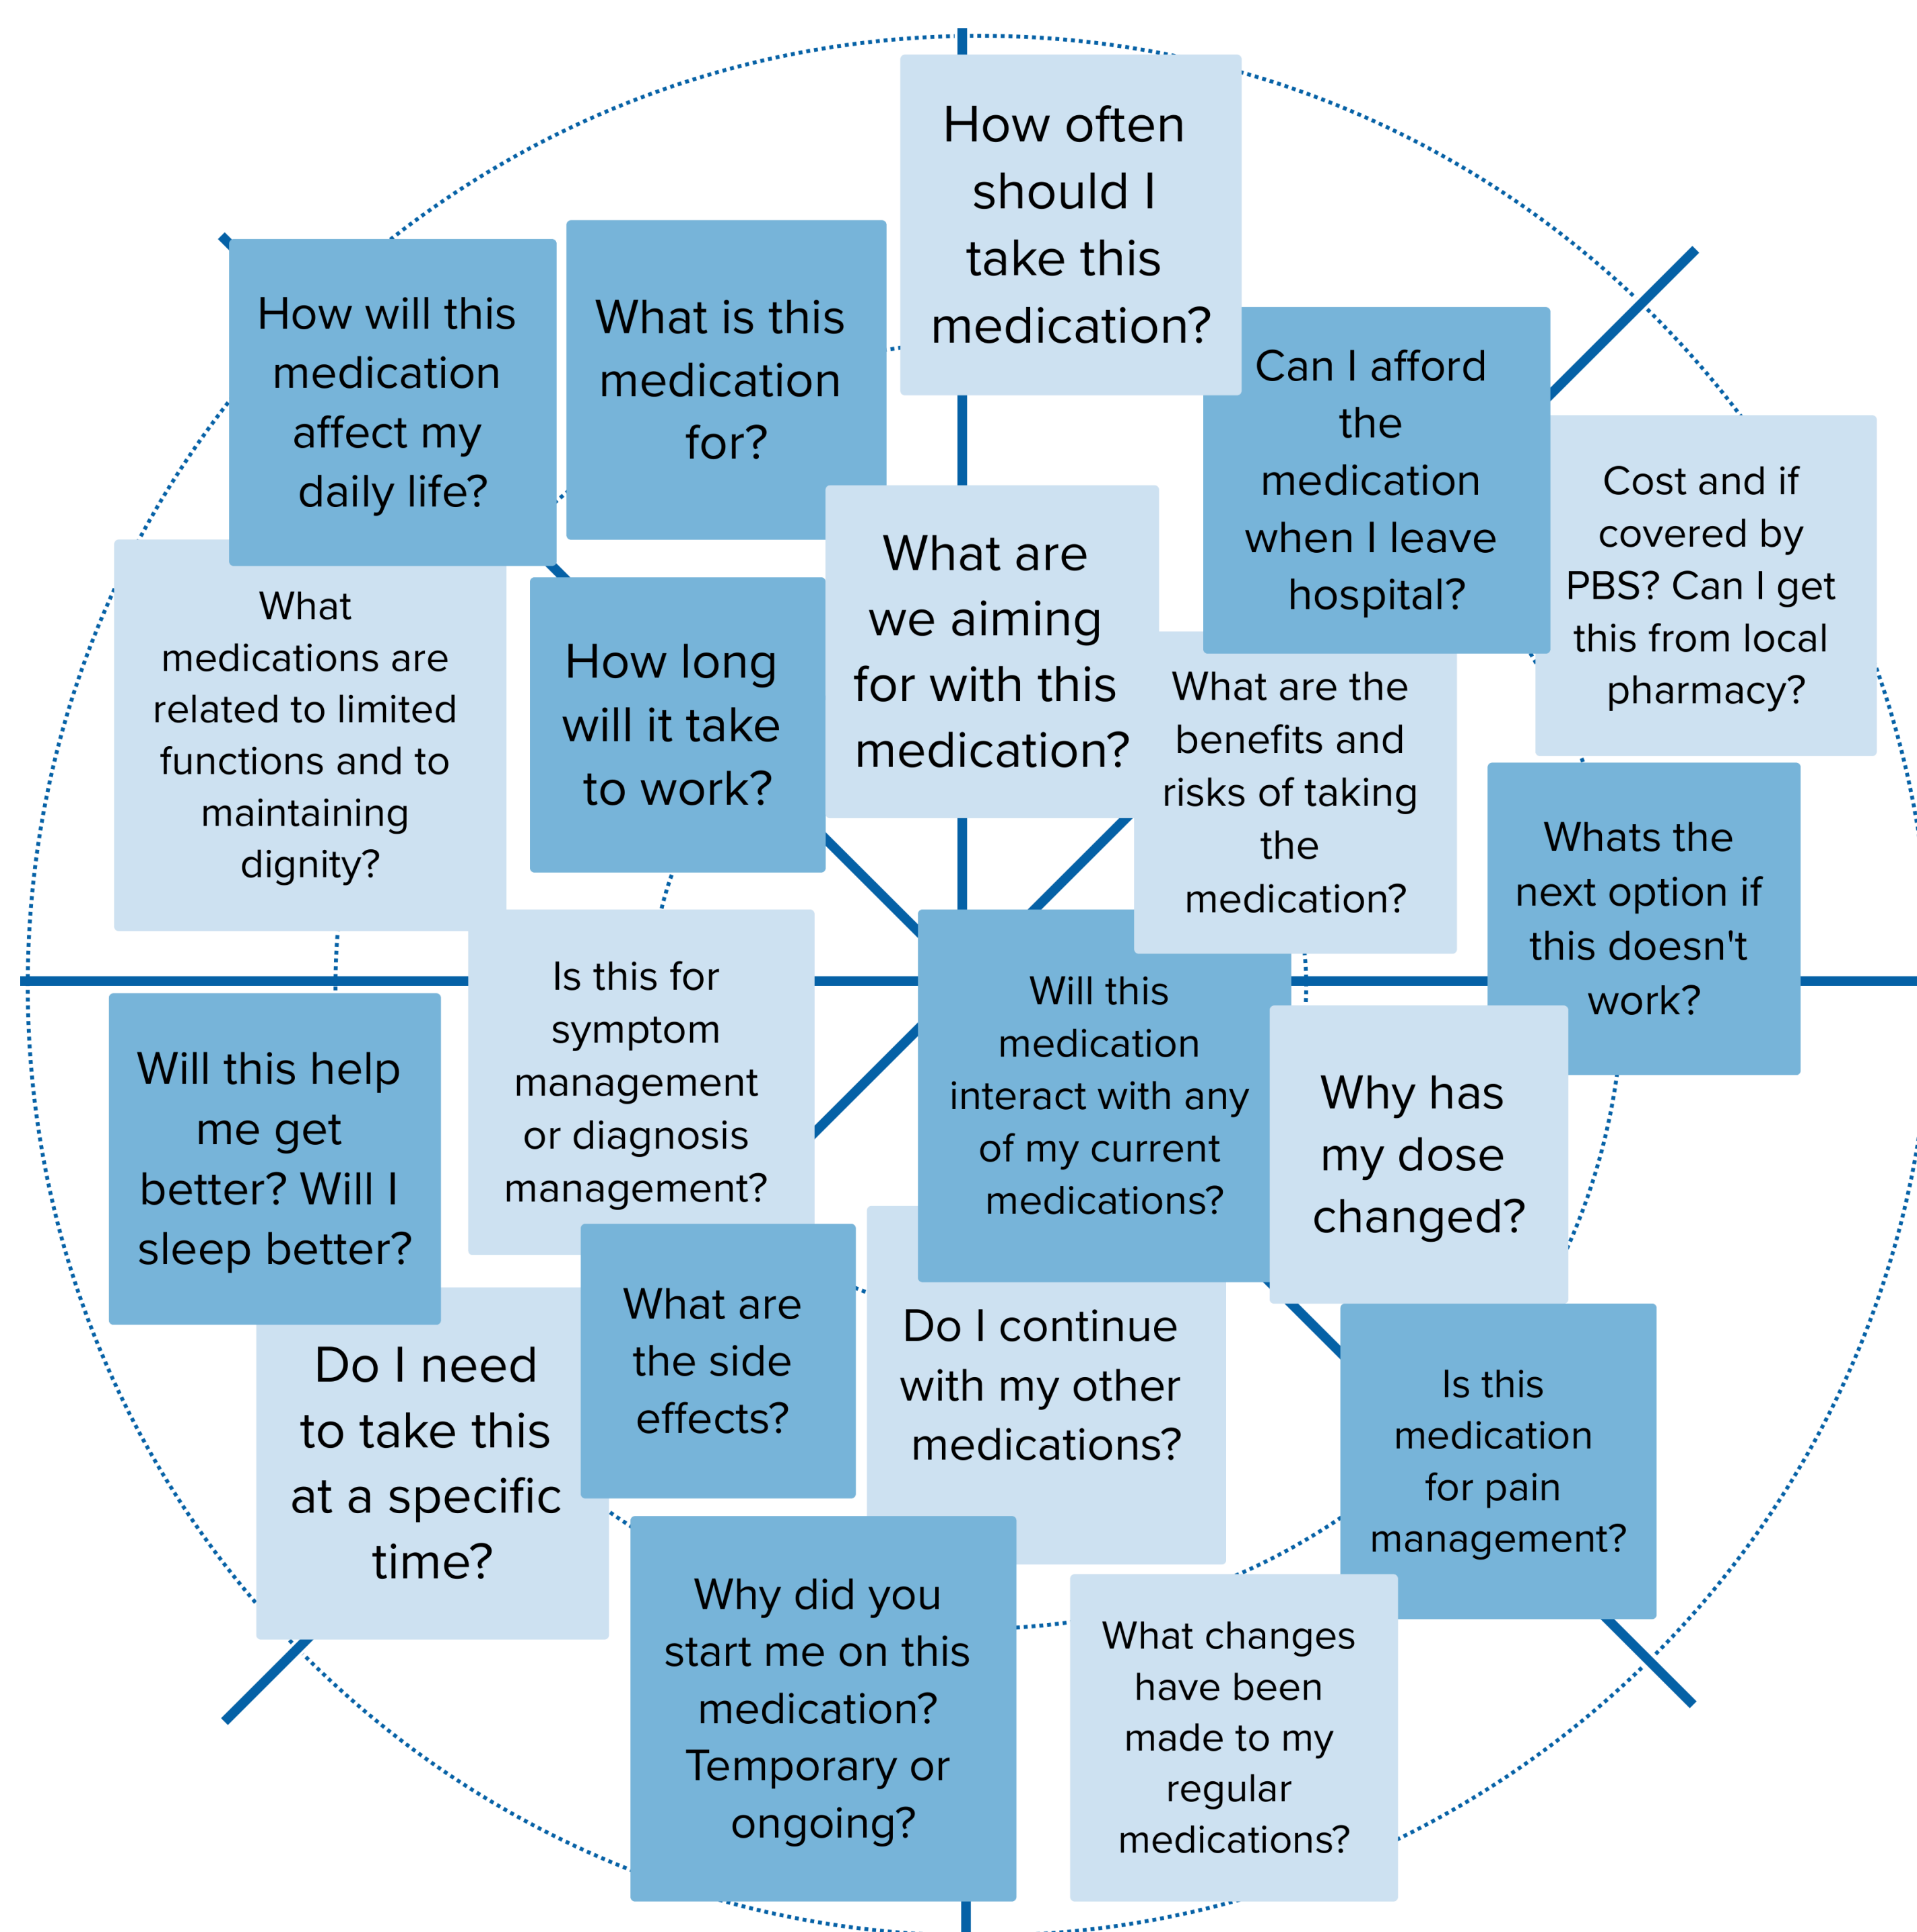 How often
should I
take this
medication?
How will this
medication
affect my
daily life?
What is this
medication
for?
Can I afford
the
medication
when I leave
hospital?
Cost and if
covered by
PBS? Can I get
this from local
pharmacy?
What
medications are
related to limited
functions and to
maintaining
dignity?
How long
will it take
to work?
What are
we aiming
for with this
medication?
What are the
benefits and
risks of taking
the
medication?
Whats the
next option if
this doesn't
work?
Will this help
me get
better? Will I
sleep better?
Is this for
symptom
management
or diagnosis
management?
Will this
medication
interact with any
of my current
medications?
Why has
my dose
changed?
Do I need
to take this
at a specific
time?
What are
the side
effects?
Do I continue
with my other
medications?
Is this
medication
for pain
management?
Why did you
start me on this
medication?
Temporary or
ongoing?
What changes
have been
made to my
regular
medications?